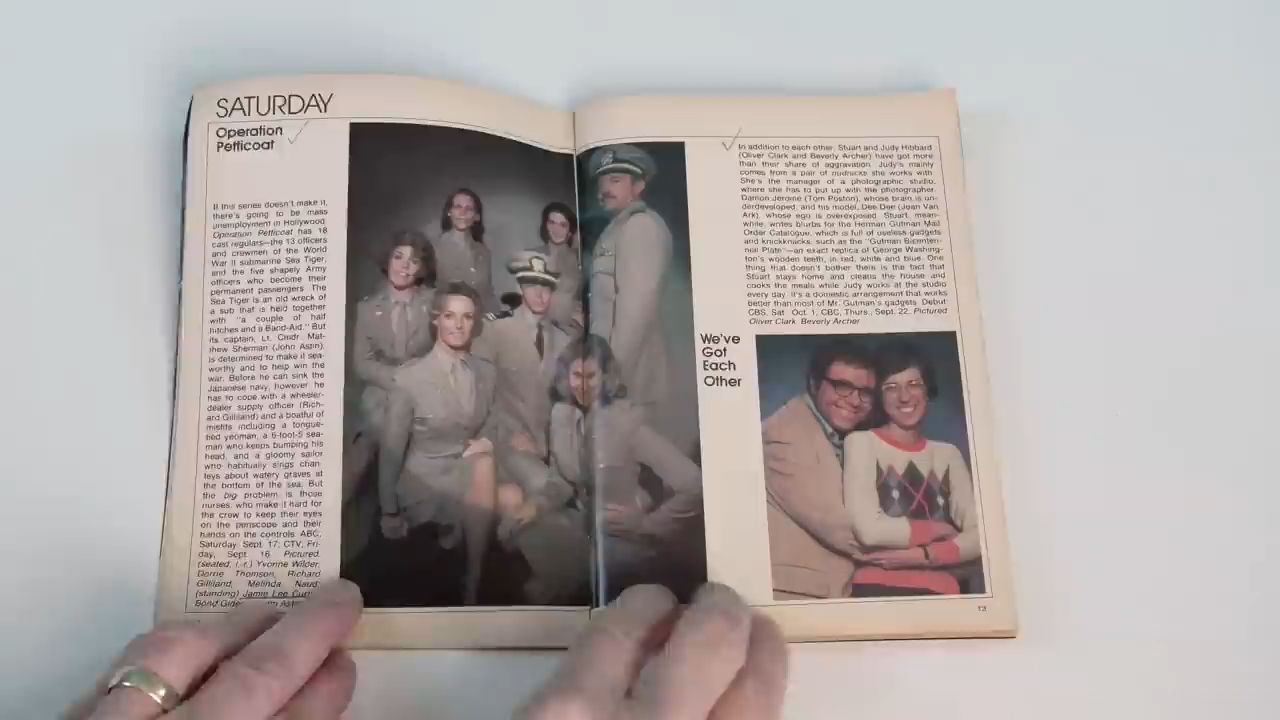 SATURDAY
Operation
Petticoat
If this series doesn't make it,
there's going to be mass
unemployment in Hollywood.
Operation Petticoat has 18
cast regulars—the 13 officers
and crewmen of the World
War II submarine Sea Tiger,
and the five shapely Army
officers who become their
permanent passengers. The
Sea Tiger is an old wreck of
a sub that is held together
with "a couple of half
hitches and a Band-Aid." But
its captain, Lt. Cmdr. Mat-
thew Sherman (John Astin),
is determined to make it sea-
worthy and to help win the
war. Before he can sink the
Japanese navy, however he
has to cope with a wheeler-
dealer supply officer (Rich-
ard Gilliland) and a boatful of
misfits including a tongue-
tied yeoman, a 6-foot-5 sea-
man who keeps bumping his
head, and a gloomy sailor
who habitually sings chan-
teys about watery graves at
the bottom of the sea. But
the big problem is those
nurses, who make it hard for
the crew to keep their eyes
on the periscope and their
hands on the controls. ABC,
Saturday, Sept. 17; CTV, Fri-
day, Sept. 16. Pictured:
(seated, l.-r.) Yvonne Wilder,
Dorrie Thomson, Richard
Gilliland, Melinda Naud;
(standing) Jamie Lee
Bond
In addition to each other, Stuart and Judy Hibbard
(Oliver Clark and Beverly Archer) have got more
than their share of aggravation. Judy's mainly
comes from a pair of nudnicks she works with.
She's the manager of a photographic studio,
where she has to put up with the photographer,
Damon Jerome (Tom Poston), whose brain is un-
derdeveloped, and his model, Dee Dee (Joan Van
Ark), whose ego is overexposed. Stuart, mean-
while, writes blurbs for the Herman Gutman Mail
Order Catalogue, which is full of useless gadgets
and knickknacks, such as the "Gutman Bicenten-
nial Plate"—an exact replica of George Washing-
ton's wooden teeth, in red, white and blue. One
thing that doesn't bother them is the fact that
Stuart stays home and cleans the house and
cooks the meals while Judy works at the studio
every day. It's a domestic arrangement that works
better than most of Mr. Gutman's gadgets. Debut:
CBS, Sat. Oct. 1, CBC, Thurs., Sept. 22. Pictured:
Oliver Clark, Beverly Archer
We've
Got
Each
Other
13